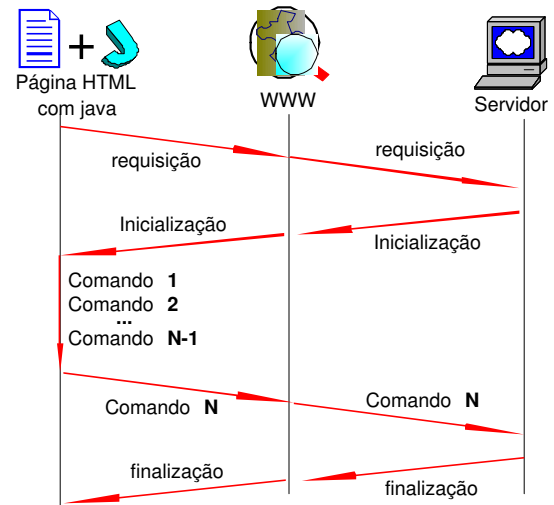 +
Página HTML
com java
WWW
Servidor
requisição
requisição
Inicialização
Inicialização
Comando 1
Comando 2
...
Comando N-1
Comando N
Comando N
finalização
finalização